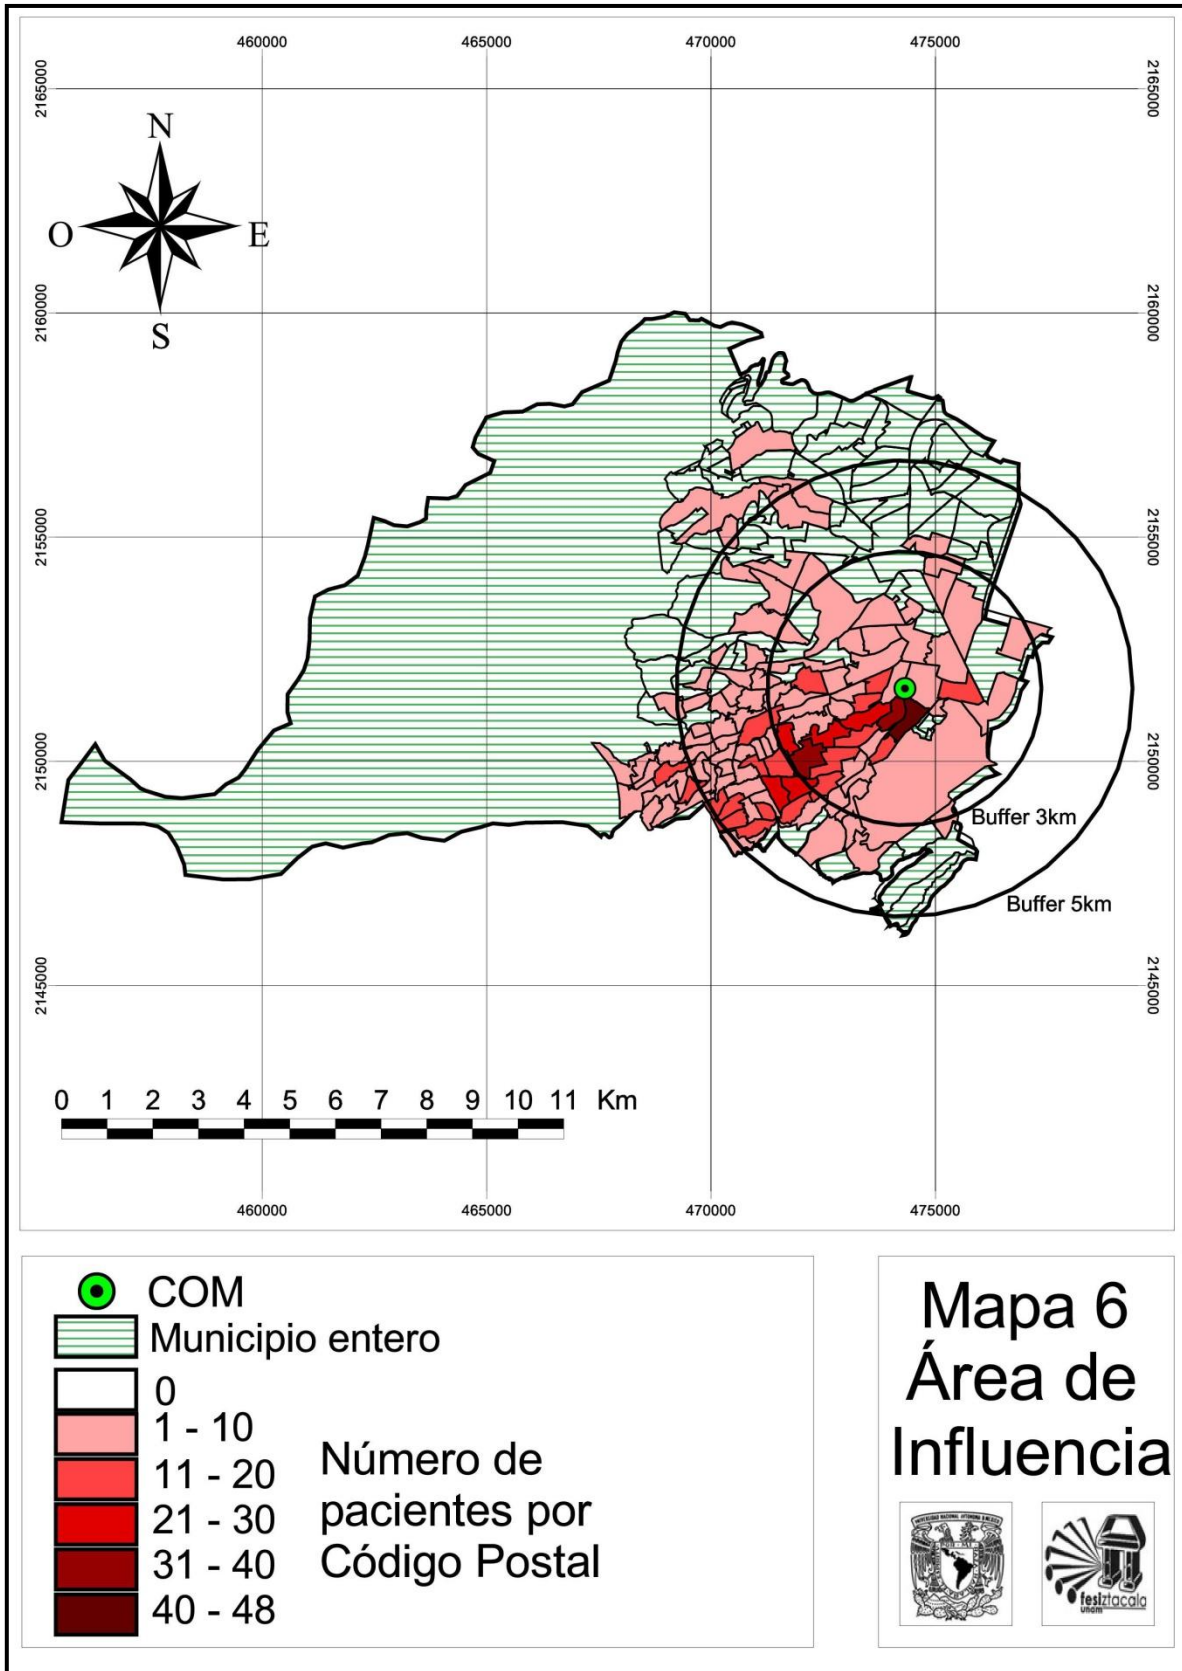 460000 465000 470000 475000
2165000 2165000
N
O E
S
2160000 2160000
2155000 2155000
2150000 2150000
Buffer 3km
Buffer 5km
2145000 2145000
0 1 2 3 4 5 6 7 8 9 10 11 Km
460000 465000 470000 475000
COM
Municipio entero
0
1 - 10
11 - 20
21 - 30
31 - 40
40 - 48
Número de
pacientes por
Código Postal
Mapa 6
Área de
Influencia
fesiztacala
unam